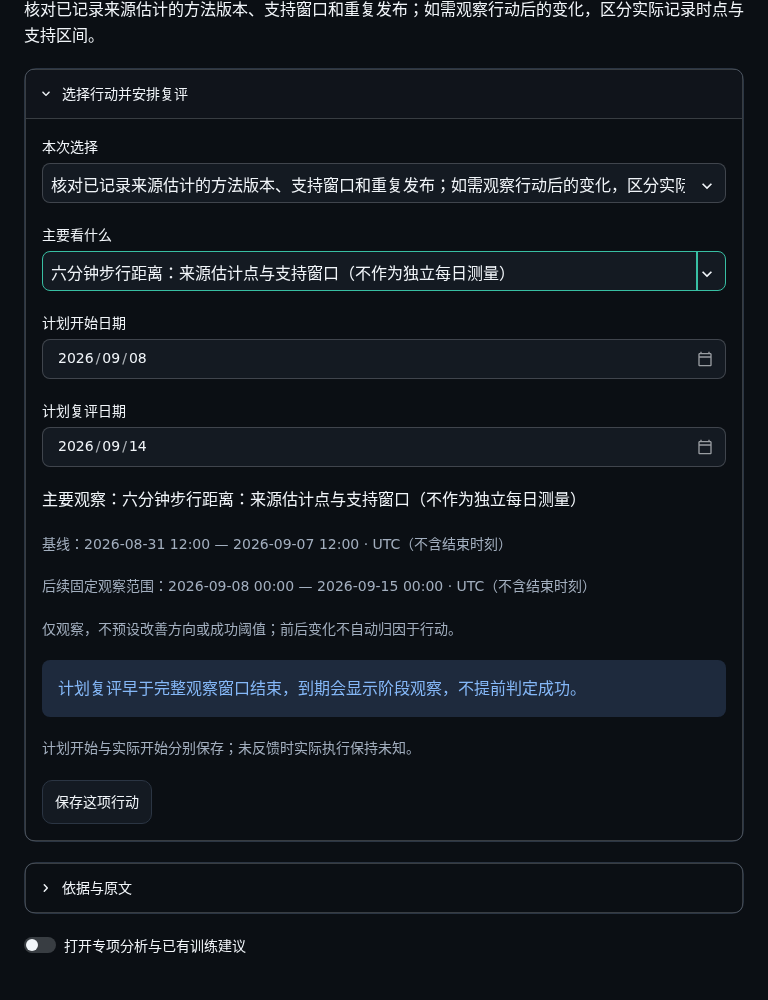 核对已记录来源估计的方法版本、支持窗口和重复发布；如需观察行动后的变化，区分实际记录时点与
支持区间。
选择行动并安排复评
本次选择
核对已记录来源估计的方法版本、支持窗口和重复发布；如需观察行动后的变化，区分实际
主要看什么
六分钟步行距离：来源估计点与支持窗口（不作为独立每日测量）
计划开始日期
2026/09/08
计划复评日期
2026/09/14
主要观察：六分钟步行距离：来源估计点与支持窗口（不作为独立每日测量）
基线：2026-08-31 12:00 — 2026-09-07 12:00 · UTC（不含结束时刻）
后续固定观察范围：2026-09-08 00:00 — 2026-09-15 00:00 · UTC（不含结束时刻）
仅观察，不预设改善方向或成功阈值；前后变化不自动归因于行动。
计划复评早于完整观察窗口结束，到期会显示阶段观察，不提前判定成功。
计划开始与实际开始分别保存；未反馈时实际执行保持未知。
保存这项行动
依据与原文
打开专项分析与已有训练建议